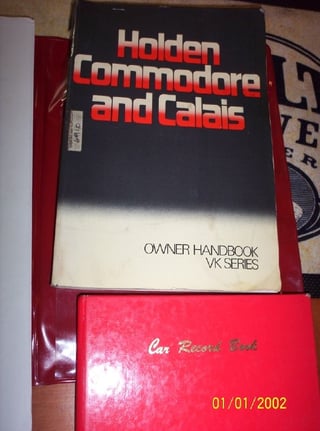 Holden
Commodore
and Calais
OWNER HANDBOOK
VK SERIES
Car Record Book
01/01/2002